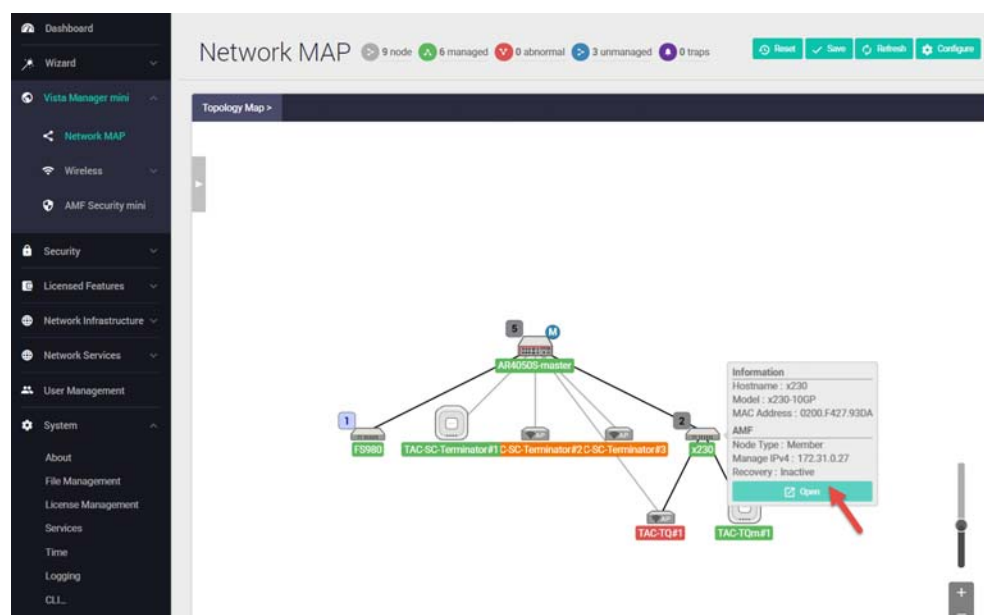 Dashboard
Wizard
Vista Manager mini
Network MAP
Wireless
AMF Security mini
Security
Licensed Features
Network Infrastructure
Network Services
User Management
System
About
File Management
License Management
Services
Time
Logging
CLI...
Network MAP 9 node 6 managed 0 abnormal 3 unmanaged 0 traps
Reset Save Refresh Configure
Topology Map >
5 M
AR4050S-master
1
FS980
TAC-SC-Terminator#1 C-SC-Terminator#2 C-SC-Terminator#3
AP AP
2
x230
AP
TAC-TQ#1
TAC-TQm#1
Information
Hostname : x230
Model : x230-10GP
MAC Address : 0200.F427.93DA
AMF
Node Type : Member
Manage IPv4 : 172.31.0.27
Recovery : Inactive
Open
+